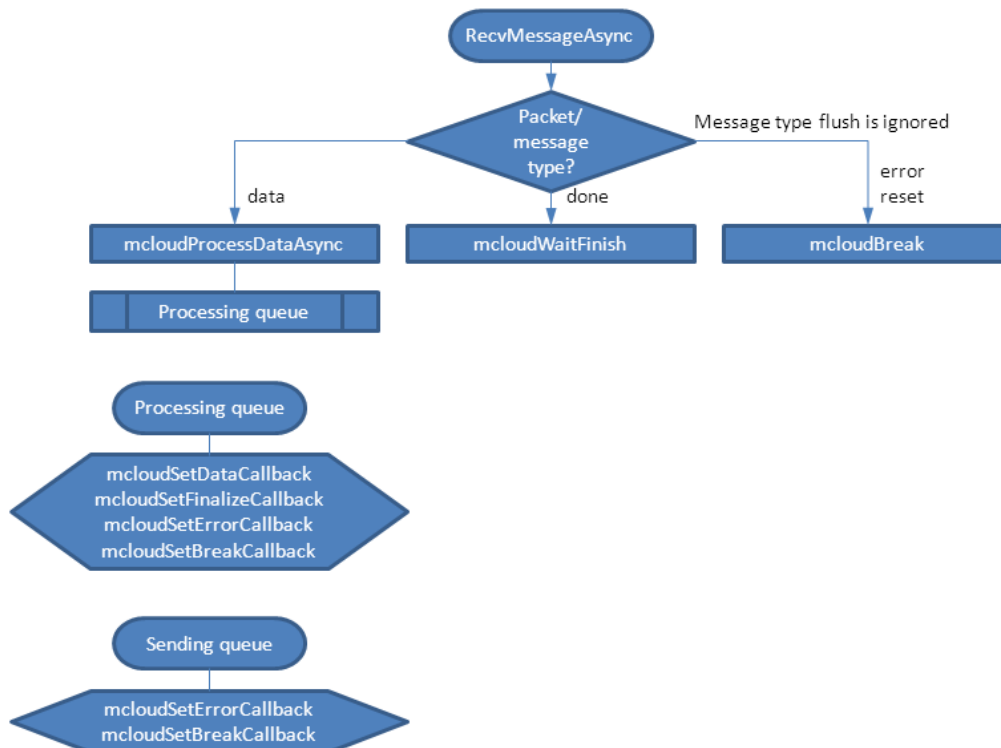 RecvMessageAsync
Packet/
message
type?
Message type flush is ignored
error
reset
data
done
mcloudProcessDataAsync
mcloudWaitFinish
mcloudBreak
Processing queue
Processing queue
mcloudSetDataCallback
mcloudSetFinalizeCallback
mcloudSetErrorCallback
mcloudSetBreakCallback
Sending queue
mcloudSetErrorCallback
mcloudSetBreakCallback